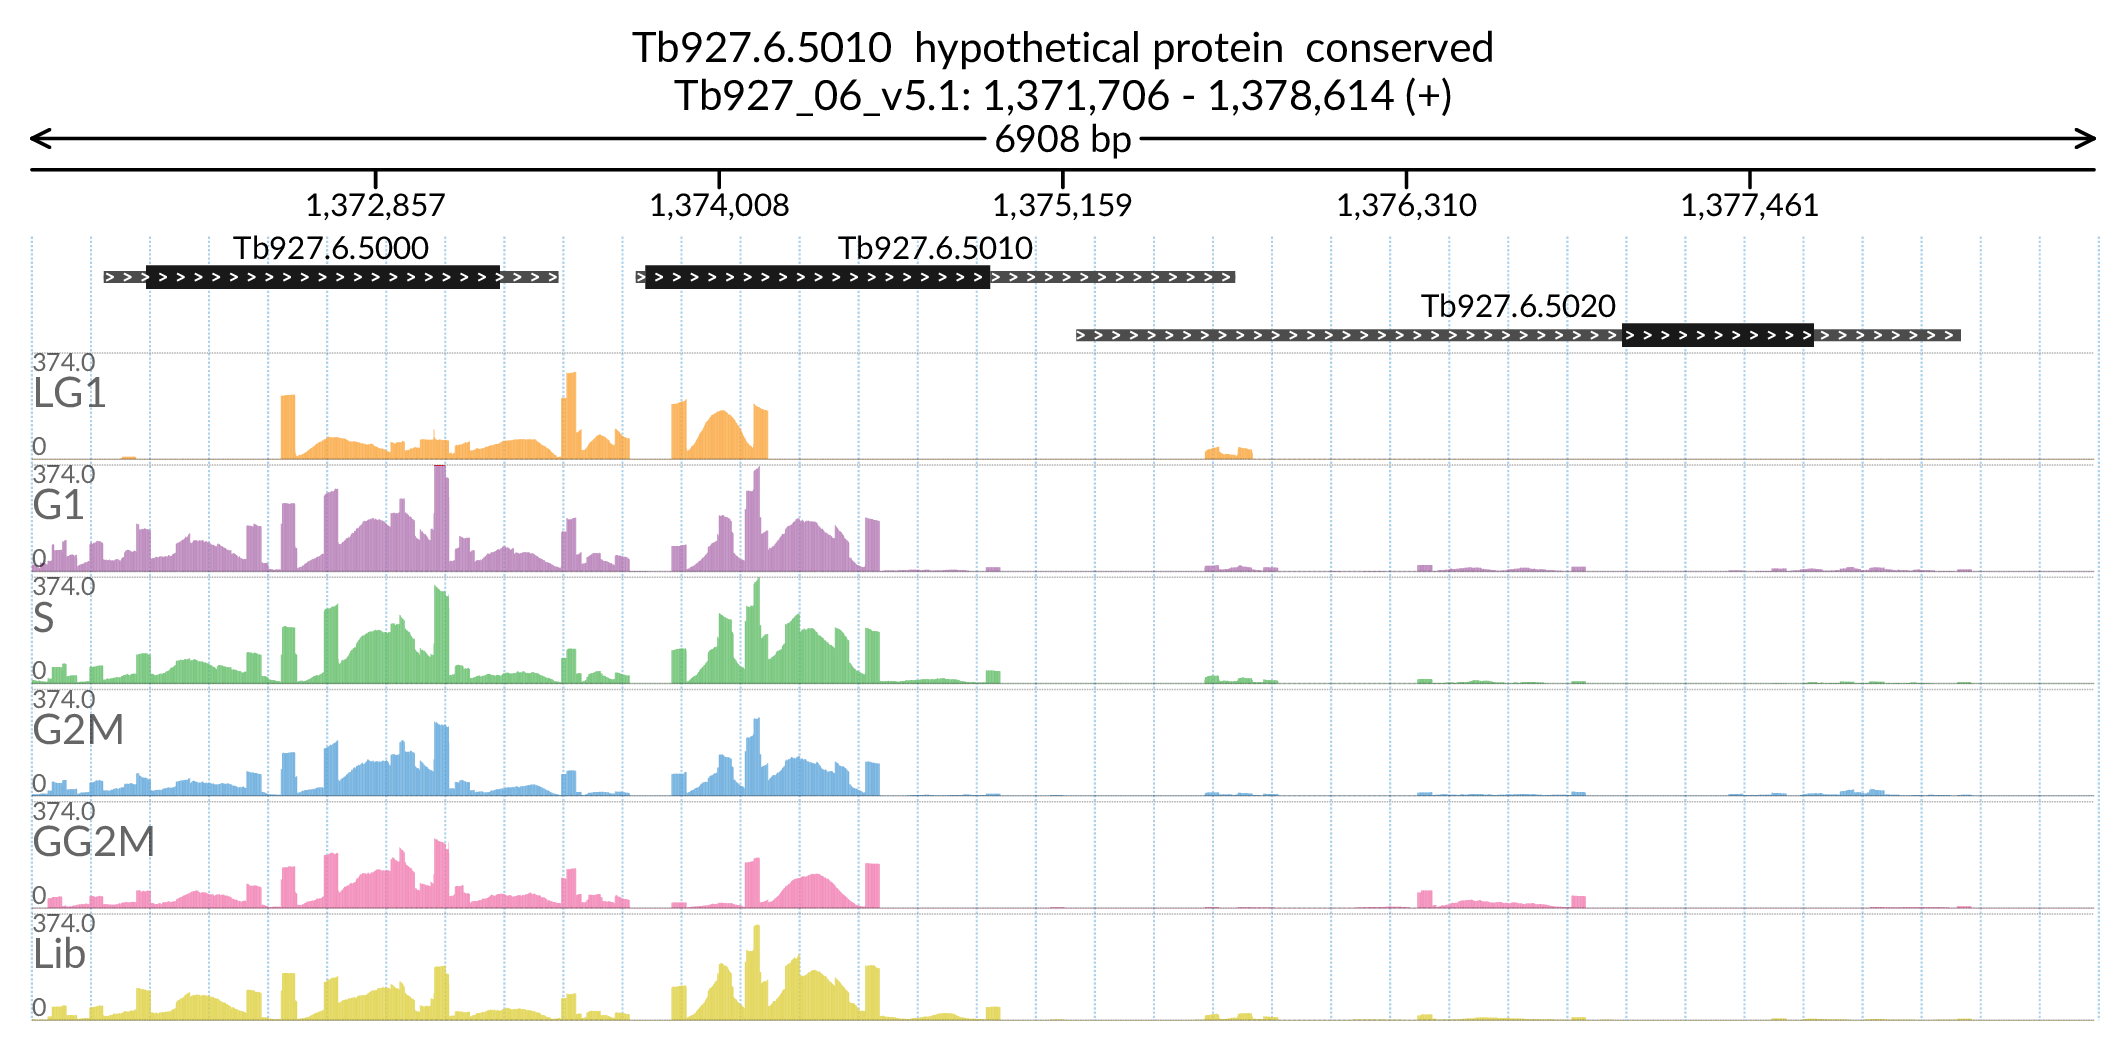 Tb927.6.5010 hypothetical protein conserved
Tb927_06_v5.1: 1,371,706 - 1,378,614 (+)
6908 bp
1,372,857 1,374,008 1,375,159 1,376,310 1,377,461
Tb927.6.5000 Tb927.6.5010
Tb927.6.5020
374.0
LG1
0
374.0
G1
0
374.0
S
0
374.0
G2M
0
374.0
GG2M
0
374.0
Lib
0